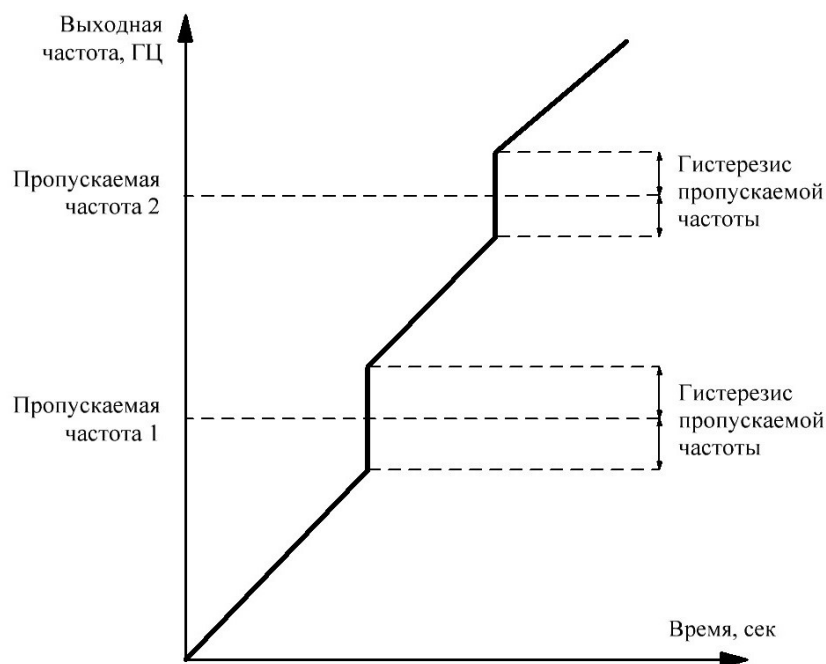 Выходная
частота, ГЦ
Пропускаемая
частота 2
Гистерезис
пропускаемой
частоты
Пропускаемая
частота 1
Гистерезис
пропускаемой
частоты
Время, сек